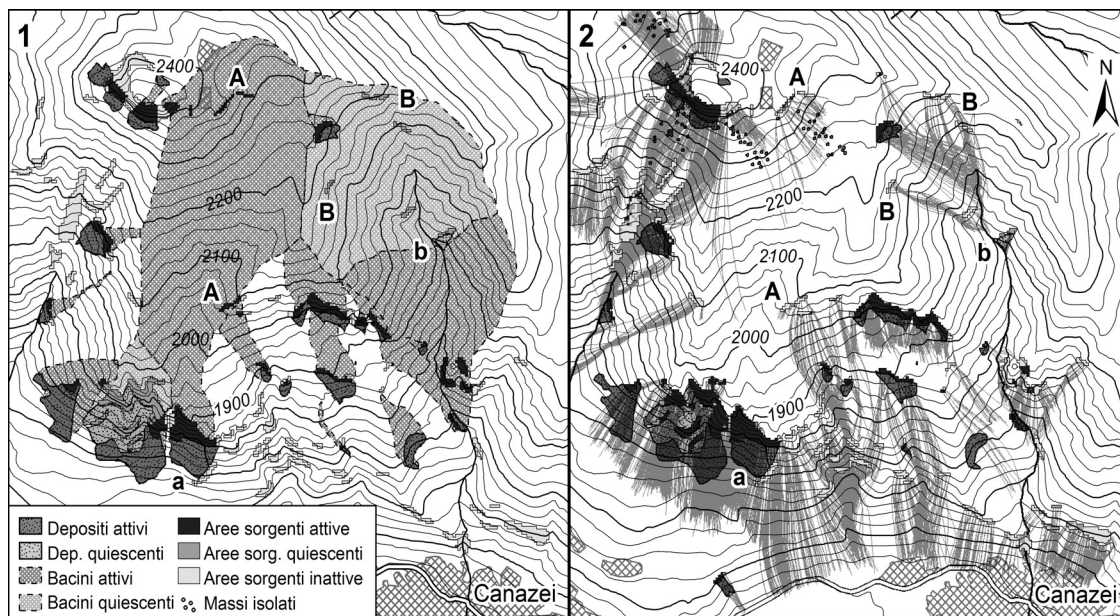 1
2400
A
B
2200
B
2100
b
A
2000
1900
a
Depositi attivi
Dep. quiescenti
Bacini attivi
Bacini quiescenti
Aree sorgenti attive
Aree sorg. quiescenti
Aree sorgenti inattive
Massi isolati
Canazei
2
N
2400
A
B
2200
B
2100
b
A
2000
1900
a
Canazei